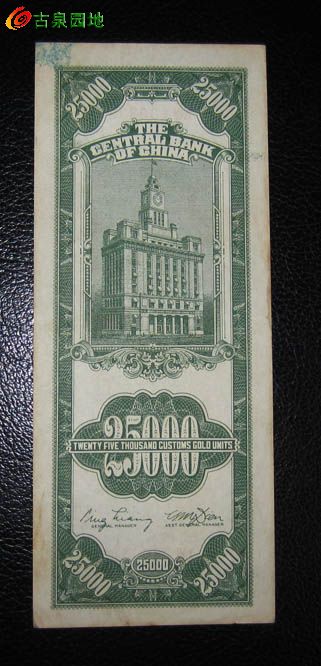 古泉园地
25000 25000
THE
CENTRAL BANK
OF CHINA
25000
TWENTY FIVE THOUSAND CUSTOMS GOLD UNITS
GENERAL MANAGER
ASST GENERAL MANAGER
25000 25000 25000